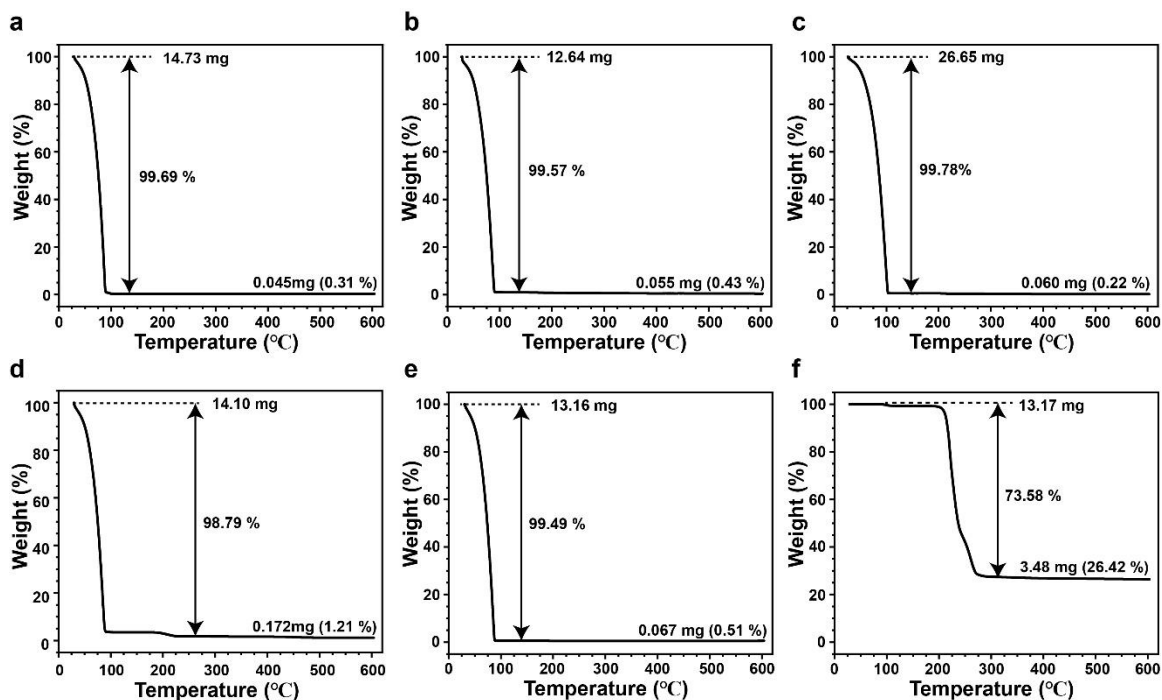 a
14.73 mg
99.69 %
0.045mg (0.31 %)
Weight (%)
100
80
60
40
20
0
0 100 200 300 400 500 600
Temperature (℃)
b
12.64 mg
99.57 %
0.055 mg (0.43 %)
Weight (%)
100
80
60
40
20
0
0 100 200 300 400 500 600
Temperature (℃)
c
26.65 mg
99.78%
0.060 mg (0.22 %)
Weight (%)
100
80
60
40
20
0
0 100 200 300 400 500 600
Temperature (℃)
d
14.10 mg
98.79 %
0.172mg (1.21 %)
Weight (%)
100
80
60
40
20
0
0 100 200 300 400 500 600
Temperature (℃)
e
13.16 mg
99.49 %
0.067 mg (0.51 %)
Weight (%)
100
80
60
40
20
0
0 100 200 300 400 500 600
Temperature (℃)
f
13.17 mg
73.58 %
3.48 mg (26.42 %)
Weight (%)
100
80
60
40
20
0
0 100 200 300 400 500 600
Temperature (℃)